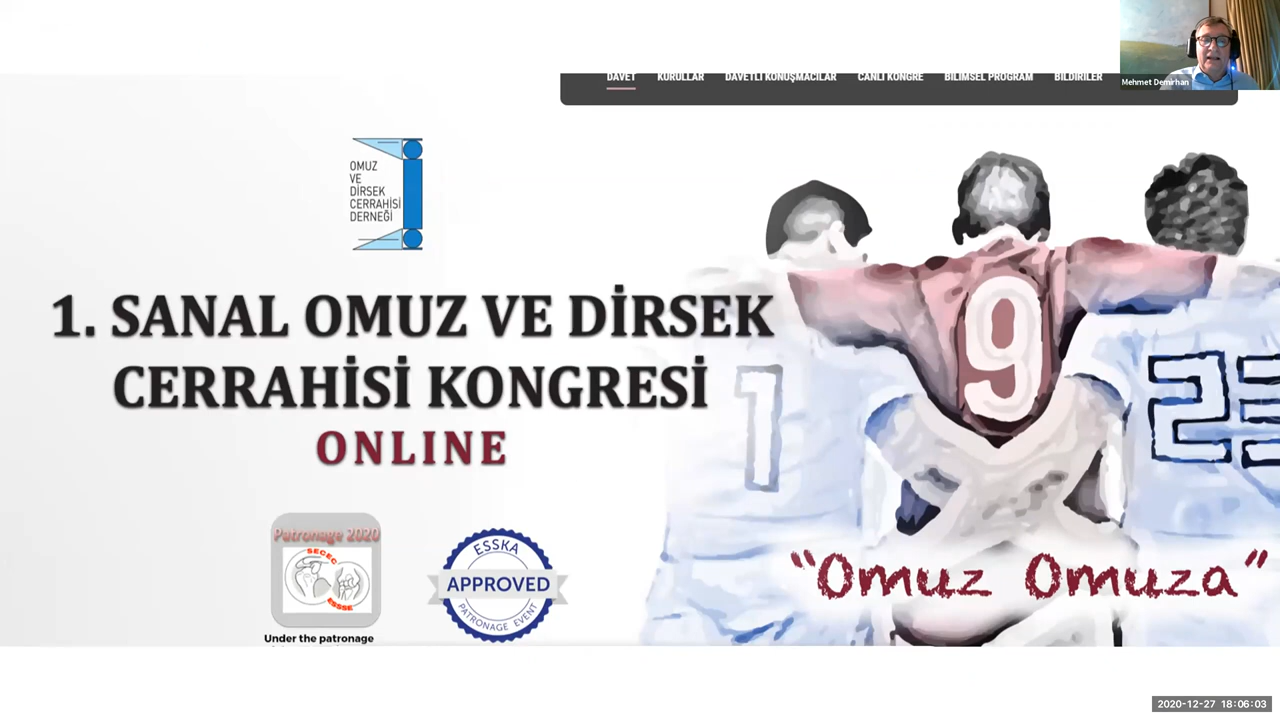 DAVET KURULLAR DAVETLİ KONUŞMACILAR CANLI KONGRE BİLİMSEL PROGRAM BİLDİRİLER
Mehmet Demirhan
OMUZ
VE
DİRSEK
CERRAHİSİ
DERNEĞİ
1. SANAL OMUZ VE DİRSEK
CERRAHİSİ KONGRESİ
ONLINE
9
1
23
"Omuz Omuza"
Patronage 2020
SECEC
ESSSE
Under the patronage
ESSKA
APPROVED
PATRONAGE EVENT
2020-12-27 18:06:03